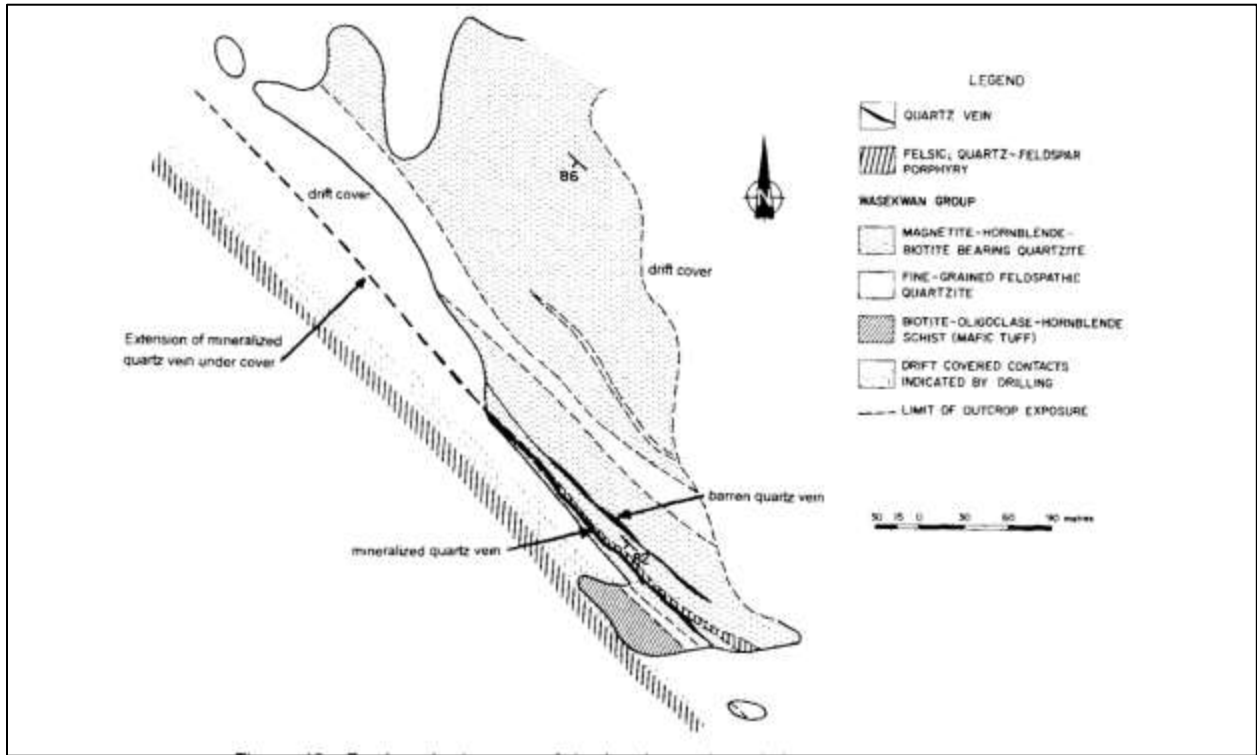 LEGEND
QUARTZ VEIN
FELSIC, QUARTZ-FELDSPAR
PORPHYRY
WASEKWAN GROUP
MAGNETITE-HORNBLENDE-
BIOTITE BEARING QUARTZITE
FINE-GRAINED FELDSPATHIC
QUARTZITE
BIOTITE-OLIGOCLASE-HORNBLENDE
SCHIST (MAFIC TUFF)
DRIFT COVERED CONTACTS
INDICATED BY DRILLING
LIMIT OF OUTCROP EXPOSURE
N
86
drift cover
drift cover
Extension of mineralized
quartz vein under cover
barren quartz vein
mineralized quartz vein
82
30 15 0 30 60 90 metres